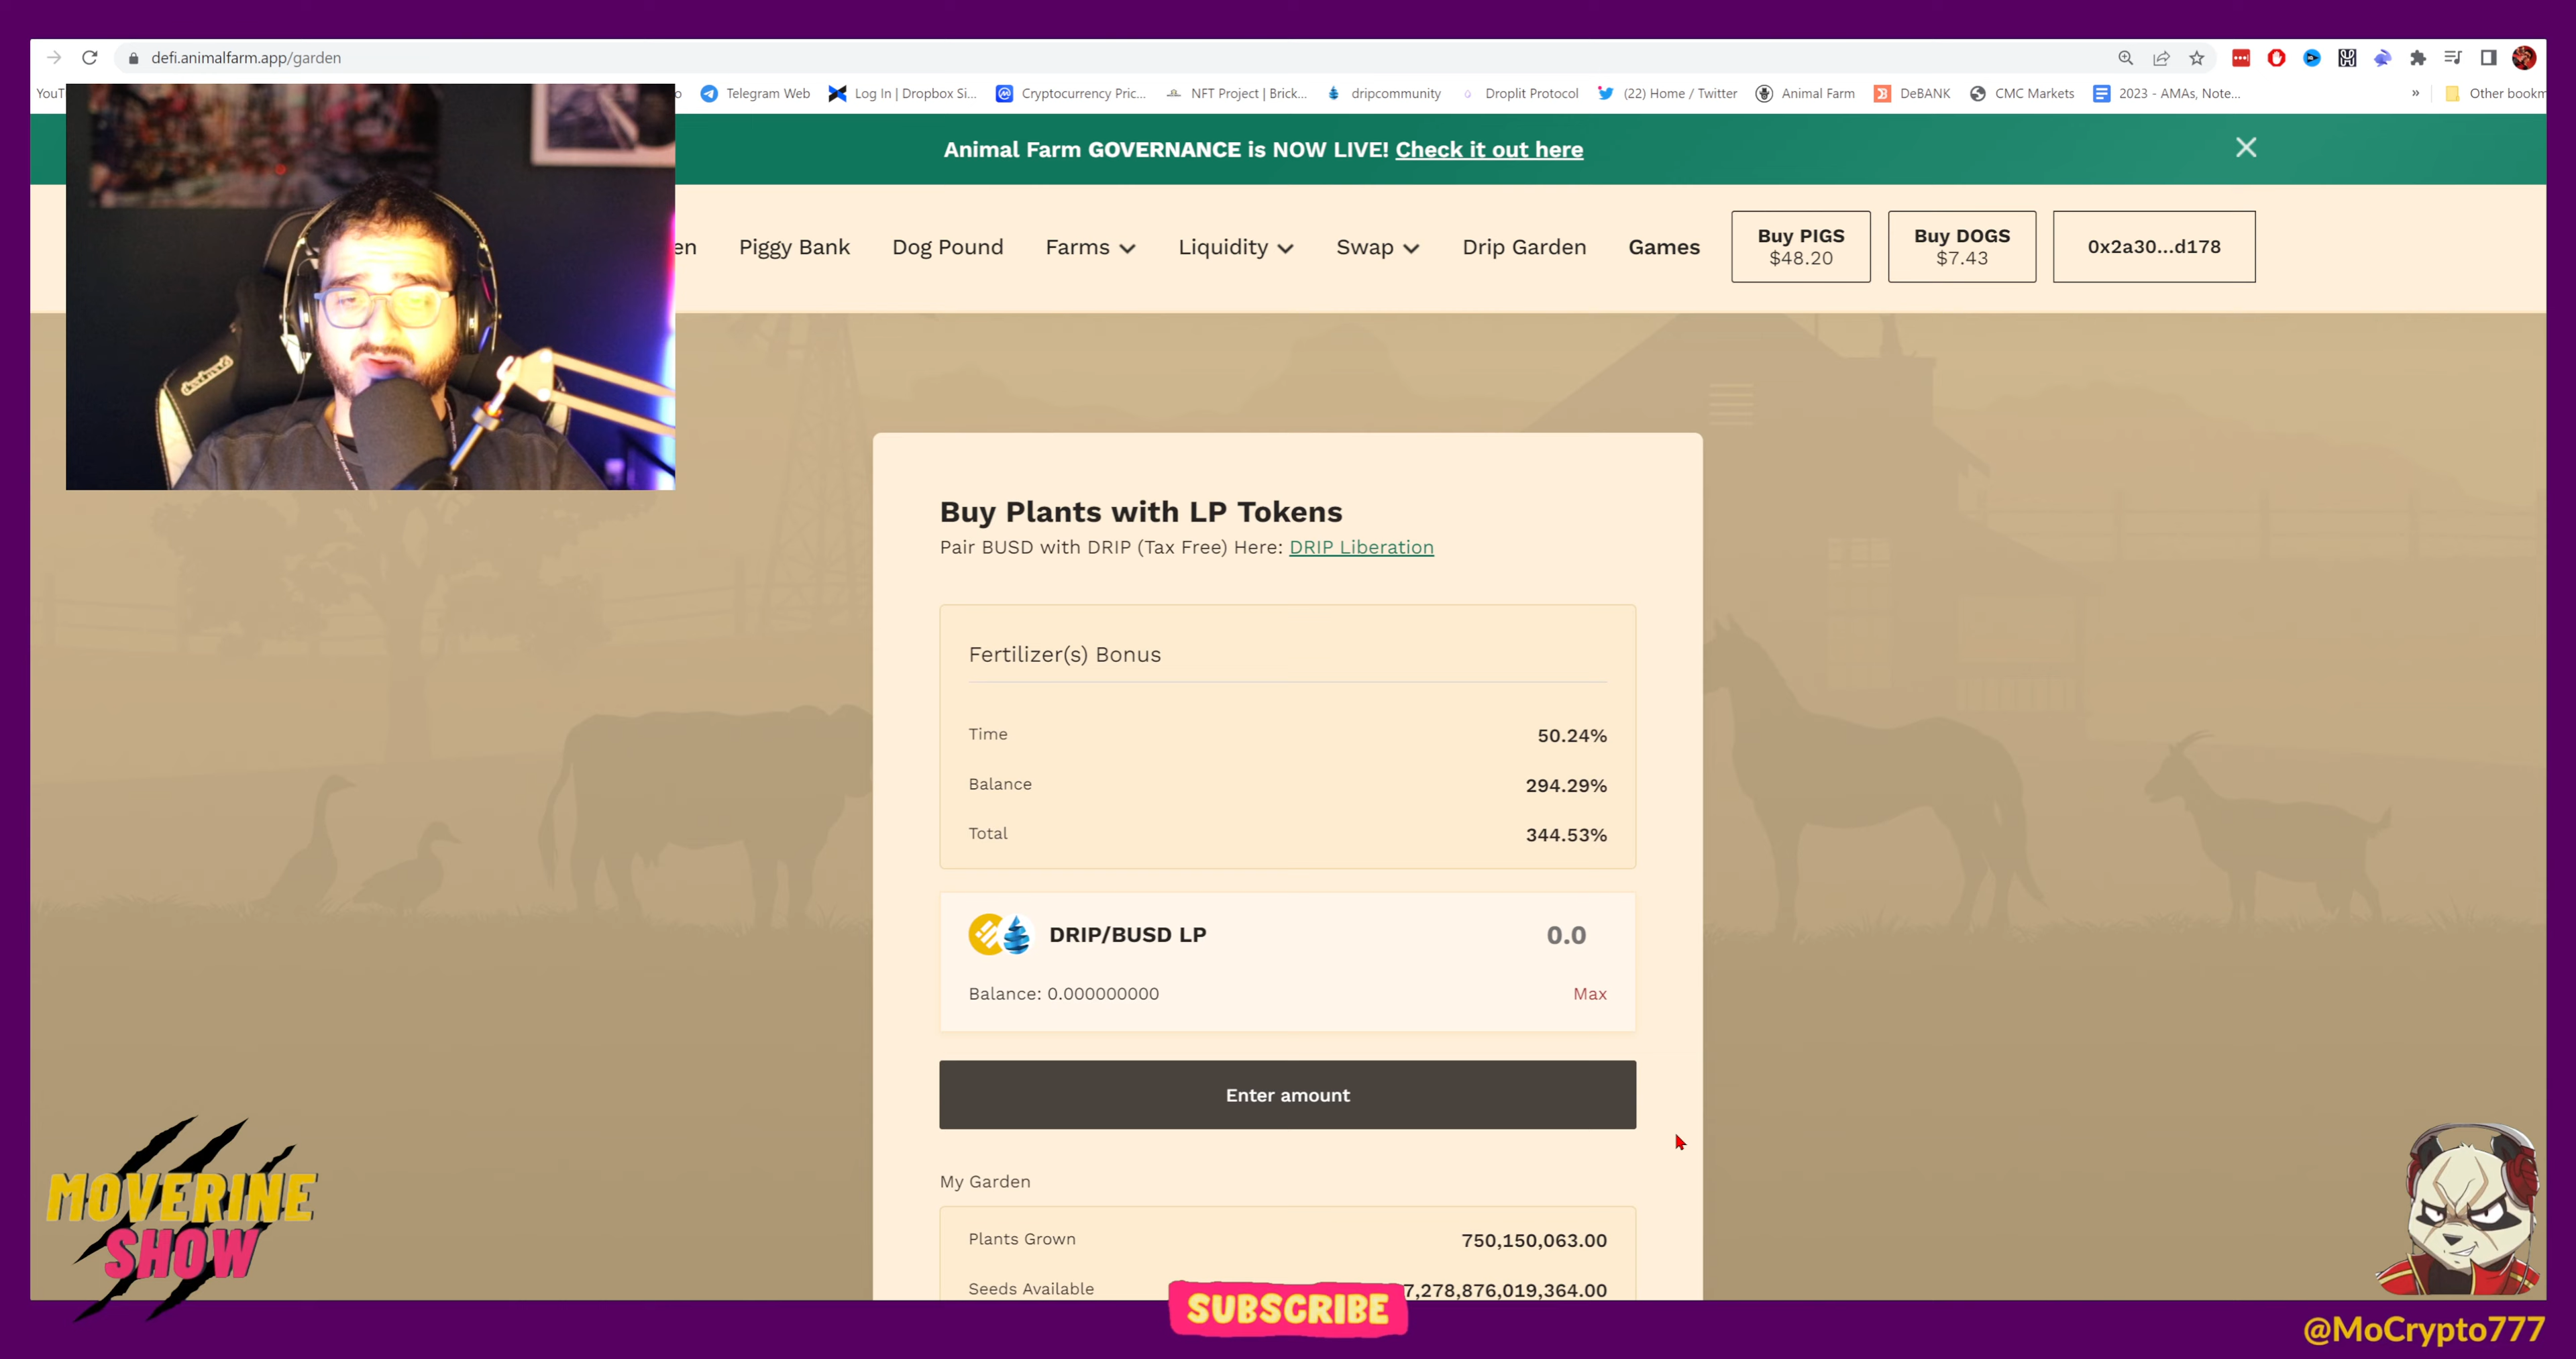 defi.animalfarm.app/garden
Telegram Web
Log In | Dropbox Si...
Cryptocurrency Pric...
NFT Project | Brick...
dripcommunity
Droplit Protocol
(22) Home / Twitter
Animal Farm
DeBANK
CMC Markets
2023 - AMAs, Note...
»
Other bookm
Animal Farm GOVERNANCE is NOW LIVE! Check it out here
en
Piggy Bank
Dog Pound
Farms
Liquidity
Swap
Drip Garden
Games
Buy PIGS
$48.20
Buy DOGS
$7.43
0x2a30...d178
Buy Plants with LP Tokens
Pair BUSD with DRIP (Tax Free) Here: DRIP Liberation
Fertilizer(s) Bonus
Time 50.24%
Balance 294.29%
Total 344.53%
DRIP/BUSD LP 0.0
Balance: 0.000000000 Max
Enter amount
My Garden
Plants Grown 750,150,063.00
Seeds Available 7,278,876,019,364.00
MOVERINE
SHOW
SUBSCRIBE
@MoCrypto777